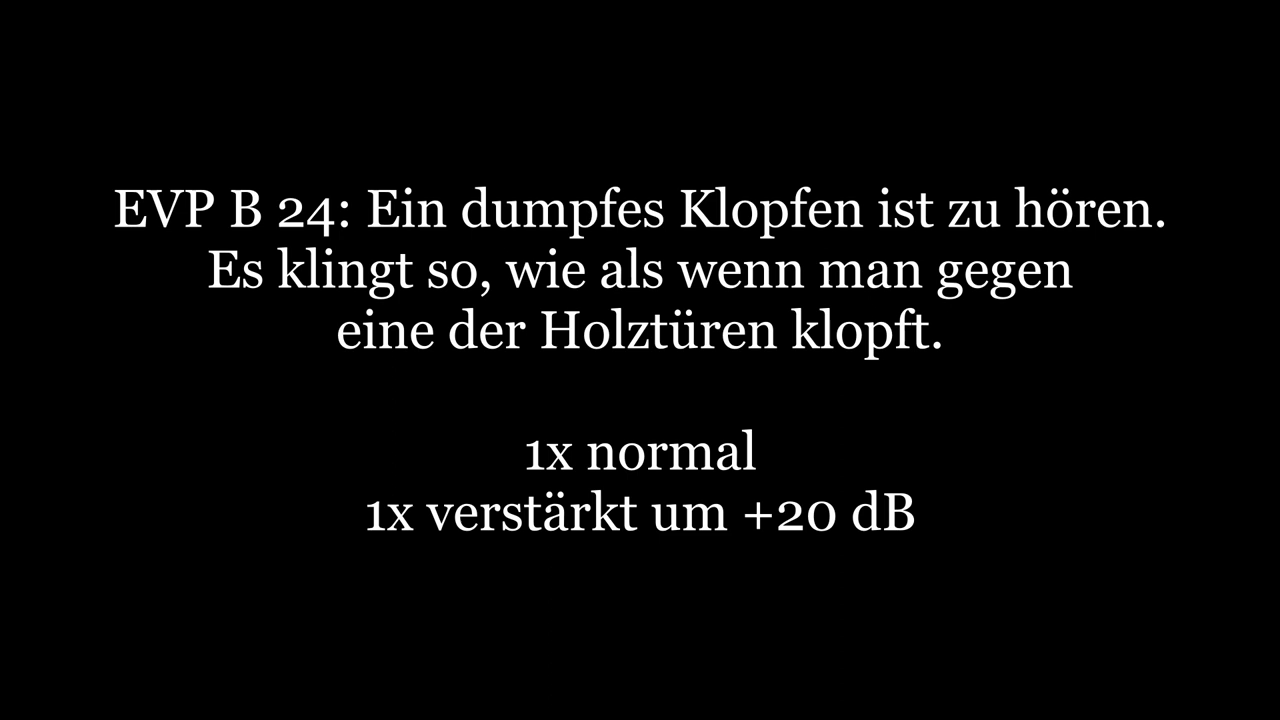 EVP B 24: Ein dumpfes Klopfen ist zu hören.
Es klingt so, wie als wenn man gegen
eine der Holztüren klopft.
1x normal
1x verstärkt um +20 dB